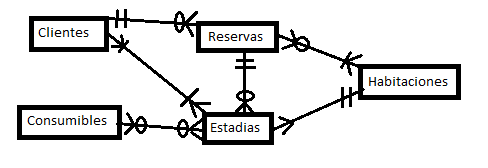 Clientes
Reservas
Habitaciones
Consumibles
Estadias